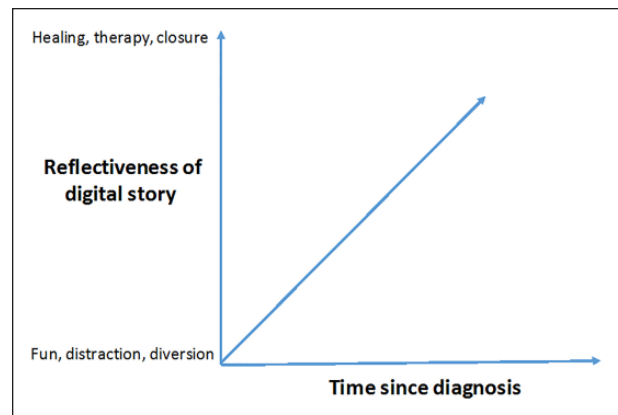 Healing, therapy, closure
Reflectiveness of
digital story
Fun, distraction, diversion
Time since diagnosis